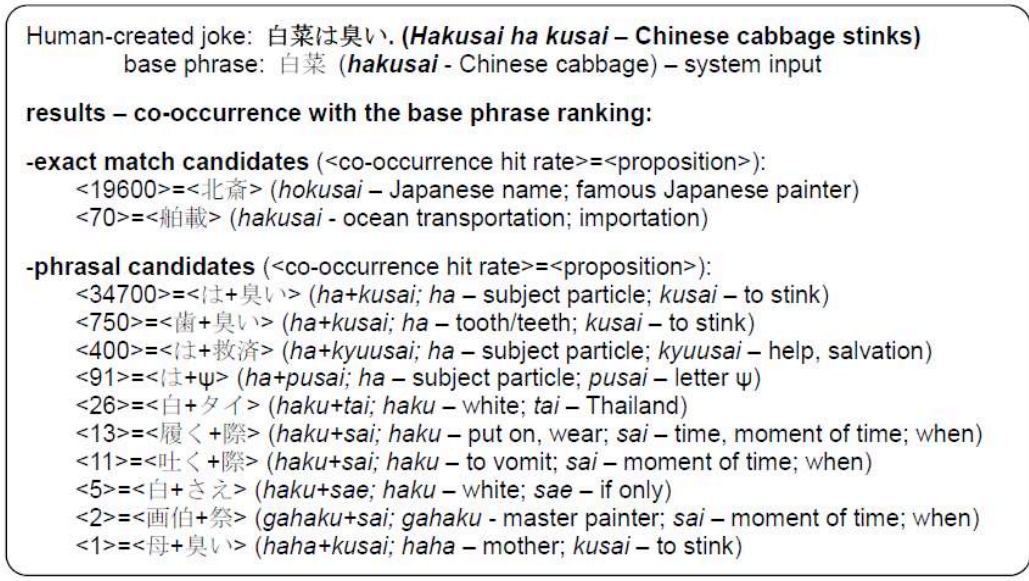 Human-created joke: 白菜は臭い. (Hakusai ha kusai – Chinese cabbage stinks)
base phrase: 白菜 (hakusai - Chinese cabbage) – system input
results – co-occurrence with the base phrase ranking:
-exact match candidates (<co-occurrence hit rate>=<proposition>):
<19600>=<北斎> (hokusai – Japanese name; famous Japanese painter)
<70>=<舶載> (hakusai - ocean transportation; importation)
-phrasal candidates (<co-occurrence hit rate>=<proposition>):
<34700>=<は+臭い> (ha+kusai; ha – subject particle; kusai – to stink)
<750>=<歯+臭い> (ha+kusai; ha – tooth/teeth; kusai – to stink)
<400>=<は+救済> (ha+kyuusai; ha – subject particle; kyuusai – help, salvation)
<91>=<は+ψ> (ha+pusai; ha – subject particle; pusai – letter ψ)
<26>=<白+タイ> (haku+tai; haku – white; tai – Thailand)
<13>=<履く+際> (haku+sai; haku – put on, wear; sai – time, moment of time; when)
<11>=<吐く+際> (haku+sai; haku – to vomit; sai – moment of time; when)
<5>=<白+さえ> (haku+sae; haku – white; sae – if only)
<2>=<画伯+祭> (gahaku+sai; gahaku - master painter; sai – moment of time; when)
<1>=<母+臭い> (haha+kusai; haha – mother; kusai – to stink)